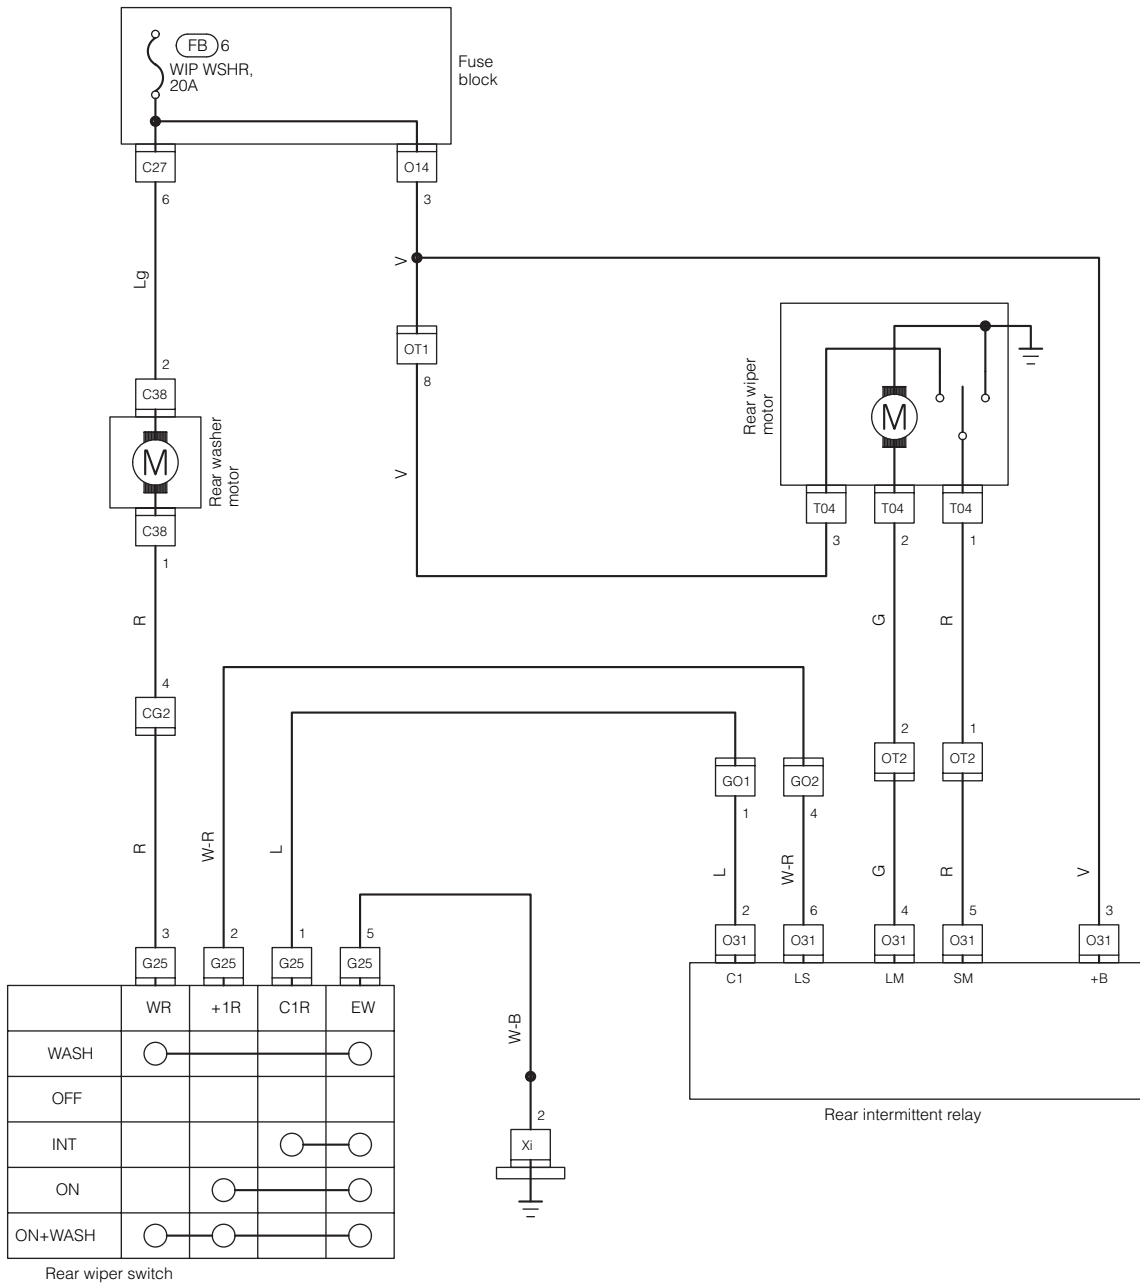 FB 6
WIP WSHR,
20A
Fuse
block
C27
O14
6
3
Lg
V
OT1
8
V
2
C38
M
Rear washer
motor
C38
1
R
4
CG2
R
Rear wiper
motor
M
T04
T04
T04
3
2
1
G
R
2
1
OT2
OT2
GO1
GO2
1
4
W-R
L
L
W-R
G
R
V
2
6
4
5
3
O31
O31
O31
O31
O31
C1
LS
LM
SM
+B
Rear intermittent relay
3
2
1
5
G25
G25
G25
G25
WR
+1R
C1R
EW
WASH
OFF
INT
ON
ON+WASH
Rear wiper switch
W-B
2
Xi